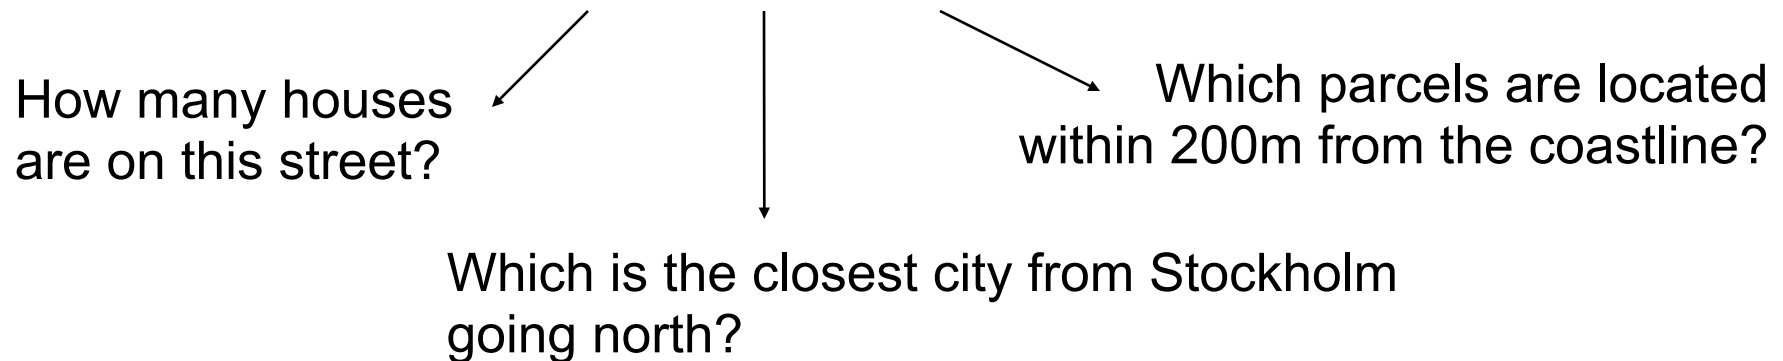 How many houses
are on this street?
Which parcels are located
within 200m from the coastline?
Which is the closest city from Stockholm
going north?